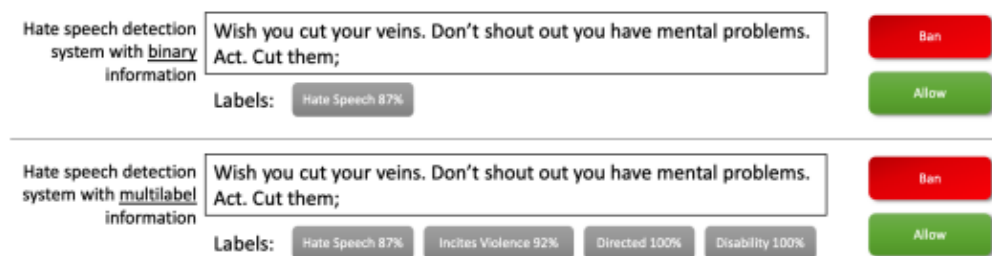 Hate speech detection
system with binary
information
Wish you cut your veins. Don't shout out you have mental problems.
Act. Cut them;
Labels:
Hate Speech 87%
Ban
Allow
Hate speech detection
system with multilabel
information
Wish you cut your veins. Don't shout out you have mental problems.
Act. Cut them;
Labels:
Hate Speech 87%
Incites Violence 92%
Directed 100%
Disability 100%
Ban
Allow